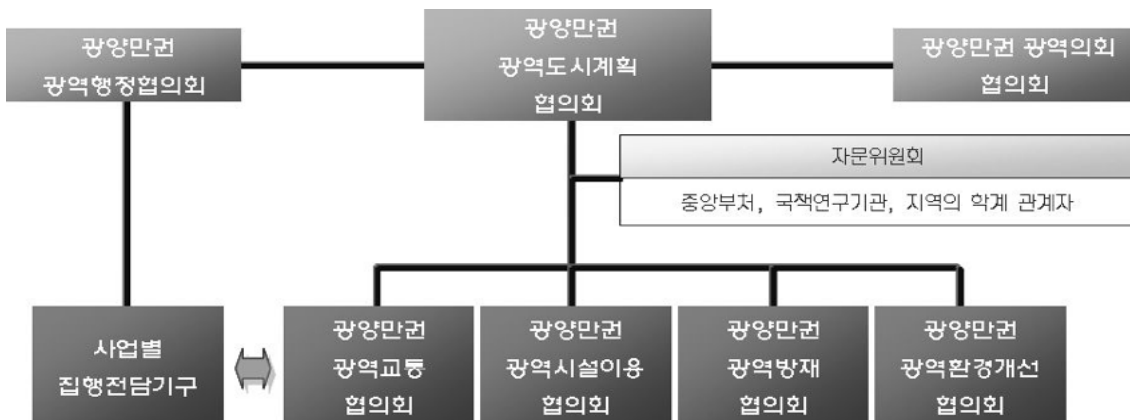 광양만권
광역행정협의회
광양만권
광역도시계획
협의회
광양만권 광역의회
협의회
자문위원회
중앙부처, 국책연구기관, 지역의 학계 관계자
사업별
집행전담기구
광양만권
광역교통
협의회
광양만권
광역시설이용
협의회
광양만권
광역방재
협의회
광양만권
광역환경개선
협의회